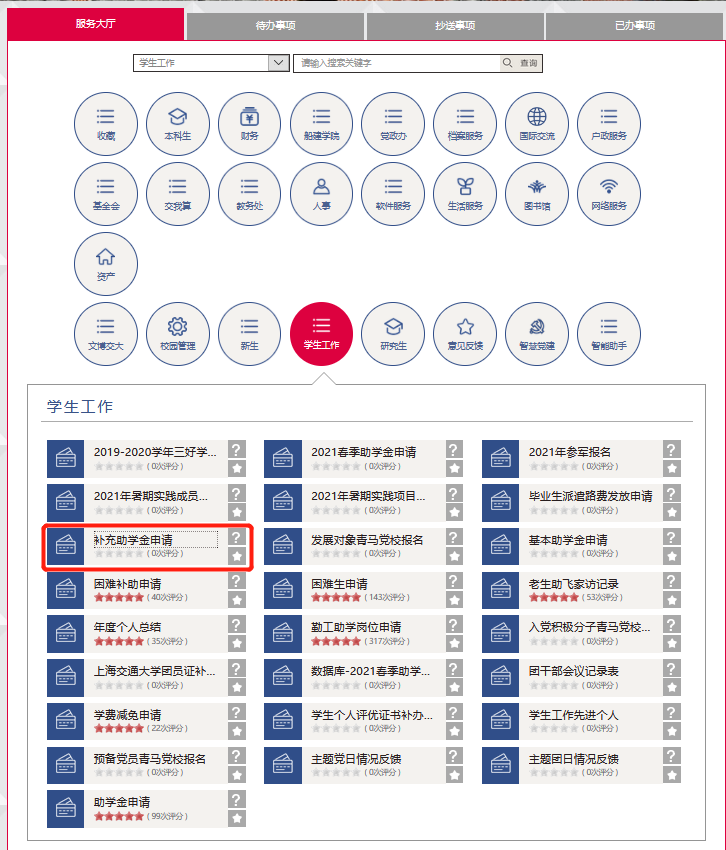 服务大厅 待办事项 抄送事项 已办事项
学生工作 请输入搜索关键字 查询
收藏 本科生 财务 船建学院 党政办 档案服务 国际交流 户政服务
基金会 交我算 教务处 人事 软件服务 生活服务 图书馆 网络服务
资产
文博交大 校园管理 新生 学生工作 研究生 意见反馈 智慧党建 智能助手
学生工作
2019-2020学年三好学... ? 2021春季助学金申请 ? 2021年参军报名 ?
(0次评分) (0次评分) (0次评分)
2021年暑期实践成员... ? 2021年暑期实践项目... ? 毕业生派遣路费发放申请 ?
(0次评分) (0次评分) (0次评分)
补充助学金申请 ? 发展对象青马党校报名 ? 基本助学金申请 ?
(0次评分) (0次评分) (0次评分)
困难补助申请 ? 困难生申请 ? 老生助飞家访记录 ?
(40次评分) (143次评分) (53次评分)
年度个人总结 ? 勤工助学岗位申请 ? 入党积极分子青马党校... ?
(35次评分) (317次评分) (0次评分)
上海交通大学团员证补... ? 数据库-2021春季助学... ? 团干部会议记录表 ?
(0次评分) (0次评分) (0次评分)
学费减免申请 ? 学生个人评优证书补办... ? 学生工作先进个人 ?
(22次评分) (0次评分) (0次评分)
预备党员青马党校报名 ? 主题党日情况反馈 ? 主题团日情况反馈 ?
(0次评分) (0次评分) (0次评分)
助学金申请 ?
(99次评分)